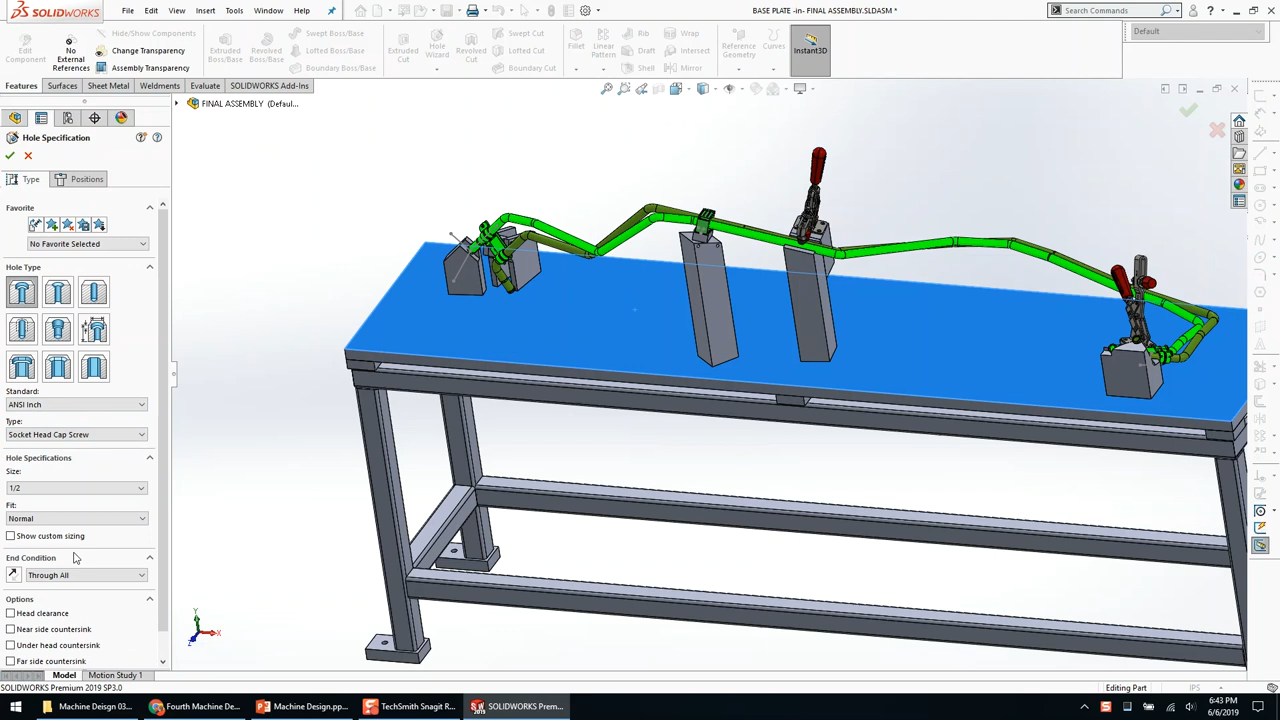 SOLIDWORKS File Edit View Insert Tools Window Help BASE PLATE -in- FINAL ASSEMBLY.SLDASM * Search Commands
Edit Component
No External References
Hide/Show Components
Change Transparency
Assembly Transparency
Extruded Boss/Base
Revolved Boss/Base
Swept Boss/Base
Lofted Boss/Base
Boundary Boss/Base
Extruded Cut
Hole Wizard
Revolved Cut
Swept Cut
Lofted Cut
Boundary Cut
Fillet
Linear Pattern
Rib
Draft
Shell
Wrap
Intersect
Mirror
Reference Geometry
Curves
Instant3D
Default
Features Surfaces Sheet Metal Weldments Evaluate SOLIDWORKS Add-Ins
FINAL ASSEMBLY (Defaul...
Hole Specification
Type Positions
Favorite
No Favorite Selected
Hole Type
Standard:
ANSI Inch
Type:
Socket Head Cap Screw
Hole Specifications
Size:
1/2
Fit:
Normal
Show custom sizing
End Condition
Through All
Options
Head clearance
Near side countersink
Under head countersink
Far side countersink
Y
X
Z
Model Motion Study 1
SOLIDWORKS Premium 2019 SP3.0 Editing Part IPS
Machine Deisgn 03... Fourth Machine De... Machine Design.pp... TechSmith Snagit R... SOLIDWORKS Prem...
6:43 PM
6/6/2019